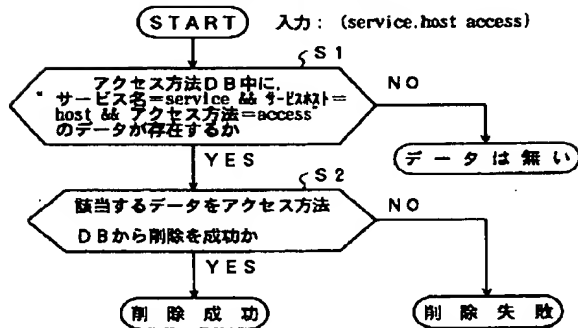 START
入力： (service.host access)
S1
アクセス方法DB中に,
"サービス名=service && サービスホスト=
host && アクセス方法=access"
のデータが存在するか
NO
データは無い
YES
S2
該当するデータをアクセス方法
DBから削除を成功か
NO
YES
削除成功
削除失敗